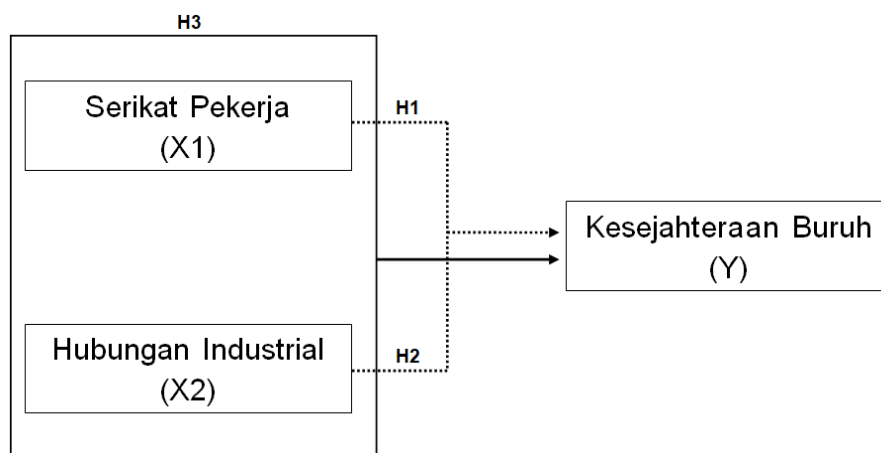 H3
Serikat Pekerja
(X1)
H1
Kesejahteraan Buruh
(Y)
Hubungan Industrial
(X2)
H2